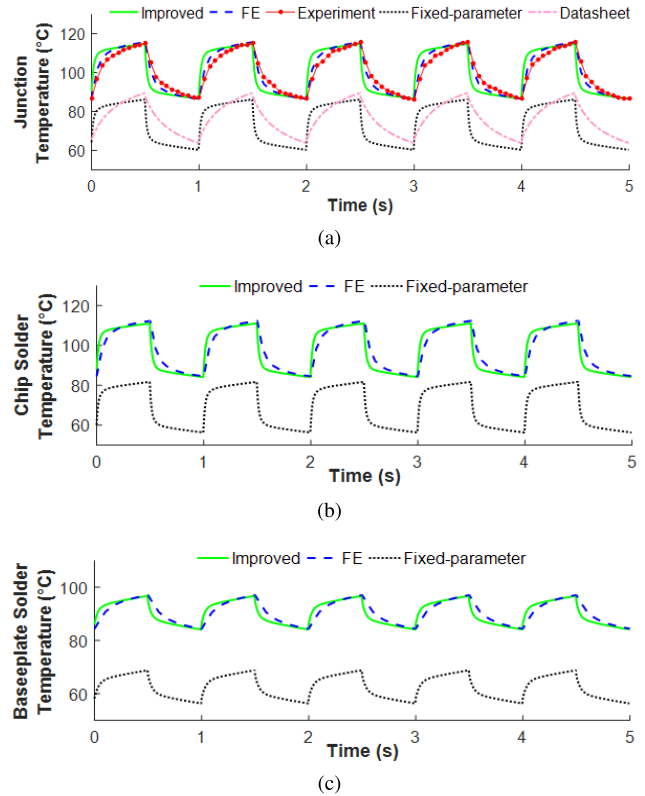 Improved FE Experiment Fixed-parameter Datasheet
Junction
Temperature (°C)
120
100
80
60
0 1 2 3 4 5
Time (s)
(a)
Improved FE Fixed-parameter
Chip Solder
Temperature (°C)
120
100
80
60
0 1 2 3 4 5
Time (s)
(b)
Improved FE Fixed-parameter
Baseeplate Solder
Temperature (°C)
100
80
60
0 1 2 3 4 5
Time (s)
(c)